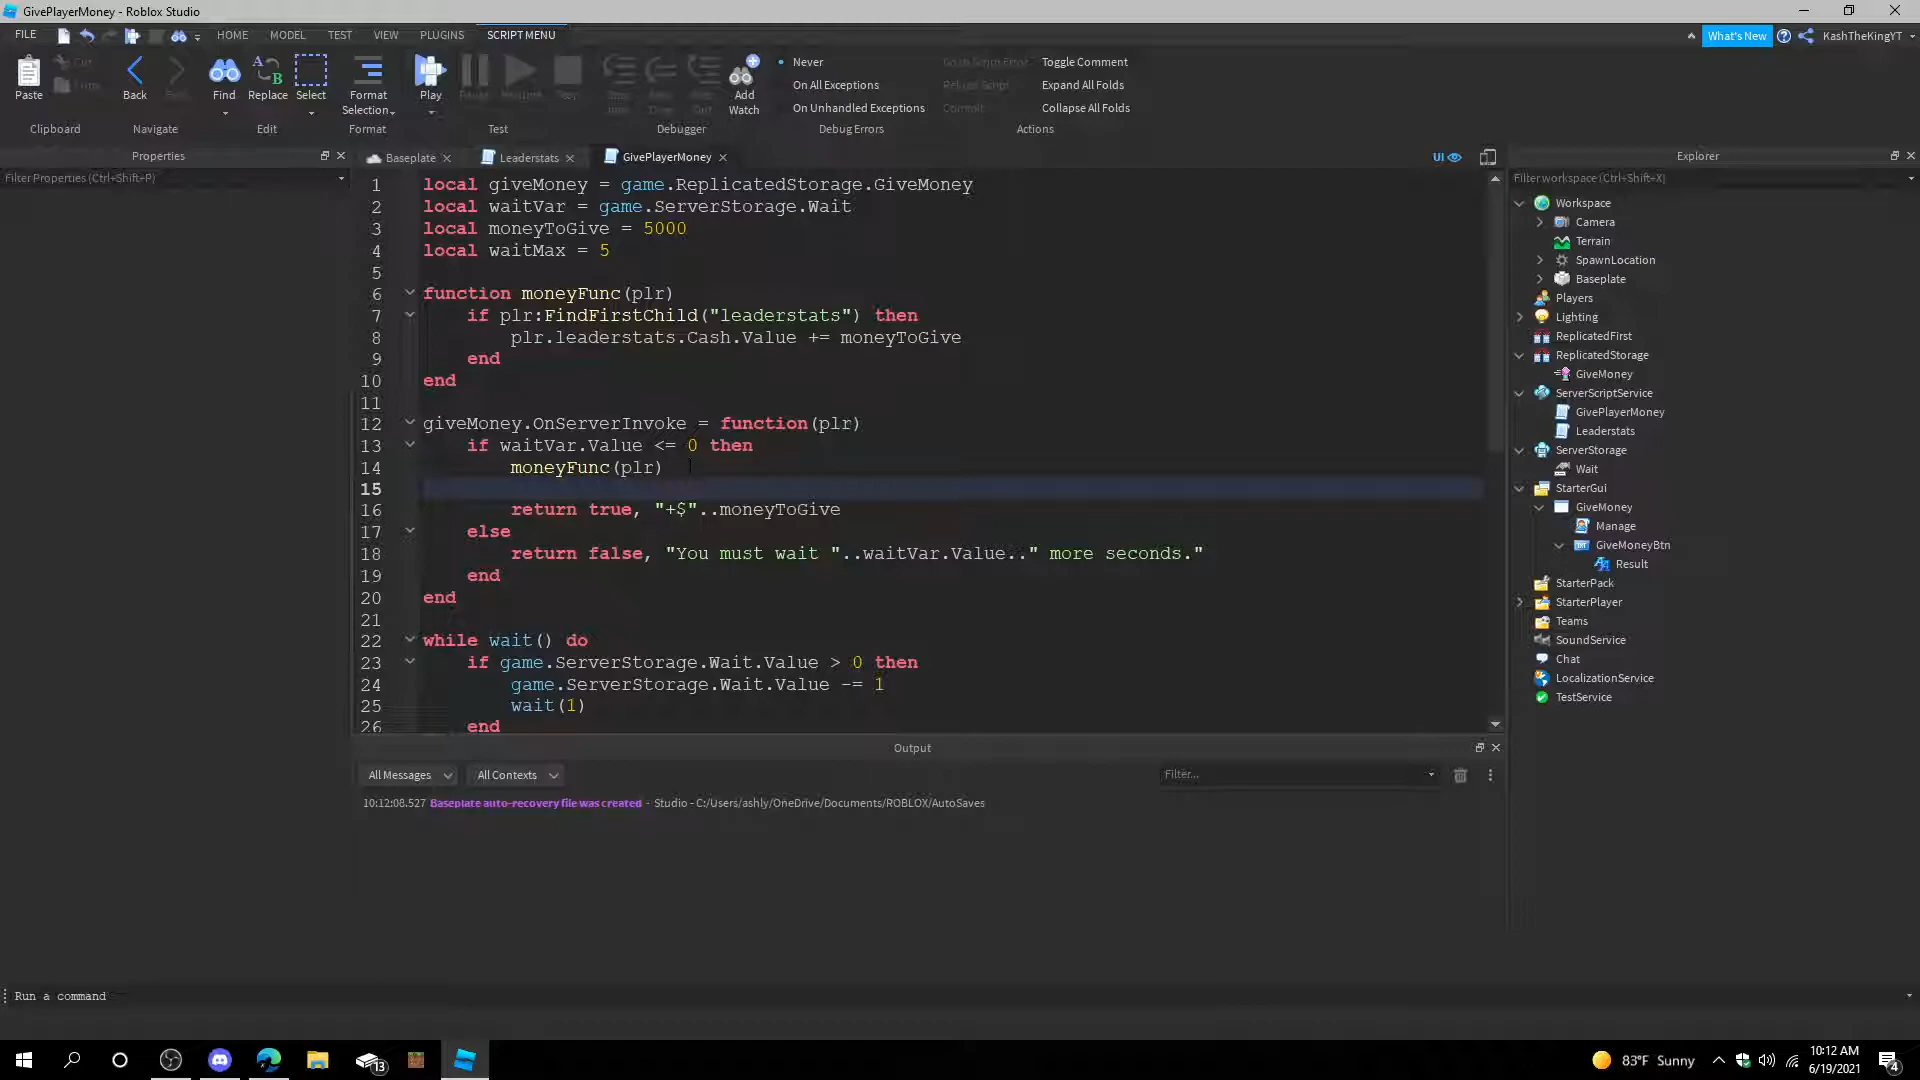 GivePlayerMoney - Roblox Studio
FILE HOME MODEL TEST VIEW PLUGINS SCRIPT MENU What's New KashTheKingYT
Paste Cut Back Find Replace Select Format Selection Play Add Watch
Never Toggle Comment
On All Exceptions Reload Script Expand All Folds
On Unhandled Exceptions Commit Collapse All Folds
Clipboard Navigate Edit Format Test Debugger Debug Errors Actions
Properties
Filter Properties (Ctrl+Shift+P)
Baseplate Leaderstats GivePlayerMoney UI
1 local giveMoney = game.ReplicatedStorage.GiveMoney
2 local waitVar = game.ServerStorage.Wait
3 local moneyToGive = 5000
4 local waitMax = 5
5
6 function moneyFunc(plr)
7 if plr:FindFirstChild("leaderstats") then
8 plr.leaderstats.Cash.Value += moneyToGive
9 end
10 end
11
12 giveMoney.OnServerInvoke = function(plr)
13 if waitVar.Value <= 0 then
14 moneyFunc(plr)
15
16 return true, "+$"..moneyToGive
17 else
18 return false, "You must wait "..waitVar.Value.." more seconds."
19 end
20 end
21
22 while wait() do
23 if game.ServerStorage.Wait.Value > 0 then
24 game.ServerStorage.Wait.Value -= 1
25 wait(1)
26 end
Explorer
Filter workspace (Ctrl+Shift+X)
Workspace
Camera
Terrain
SpawnLocation
Baseplate
Players
Lighting
ReplicatedFirst
ReplicatedStorage
GiveMoney
ServerScriptService
GivePlayerMoney
Leaderstats
ServerStorage
Wait
StarterGui
GiveMoney
Manage
GiveMoneyBtn
Result
StarterPack
StarterPlayer
Teams
SoundService
Chat
LocalizationService
TestService
Output
All Messages All Contexts Filter...
10:12:08.527 Baseplate auto-recovery file was created - Studio - C:/Users/ashly/OneDrive/Documents/ROBLOX/AutoSaves
Run a command
13
83°F Sunny
10:12 AM
6/19/2021
4